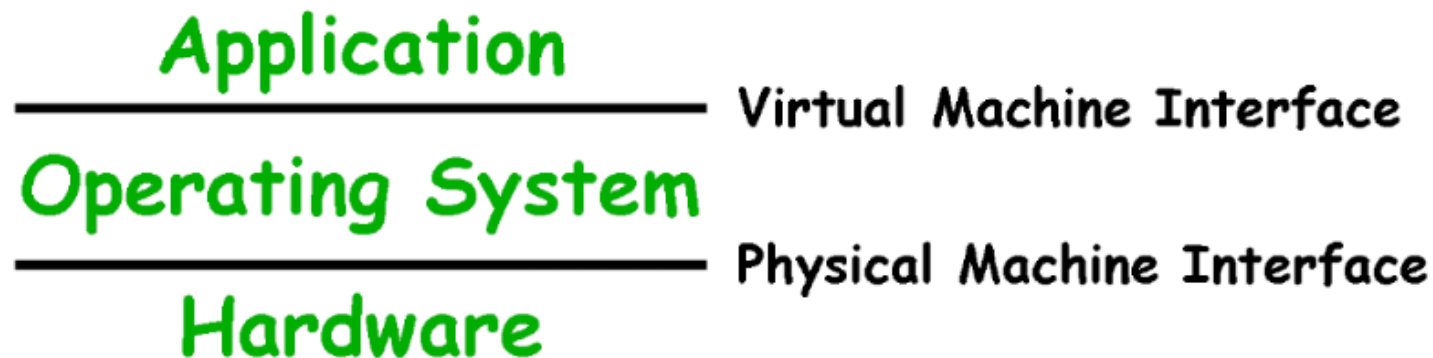 Application
Virtual Machine Interface
Operating System
Physical Machine Interface
Hardware